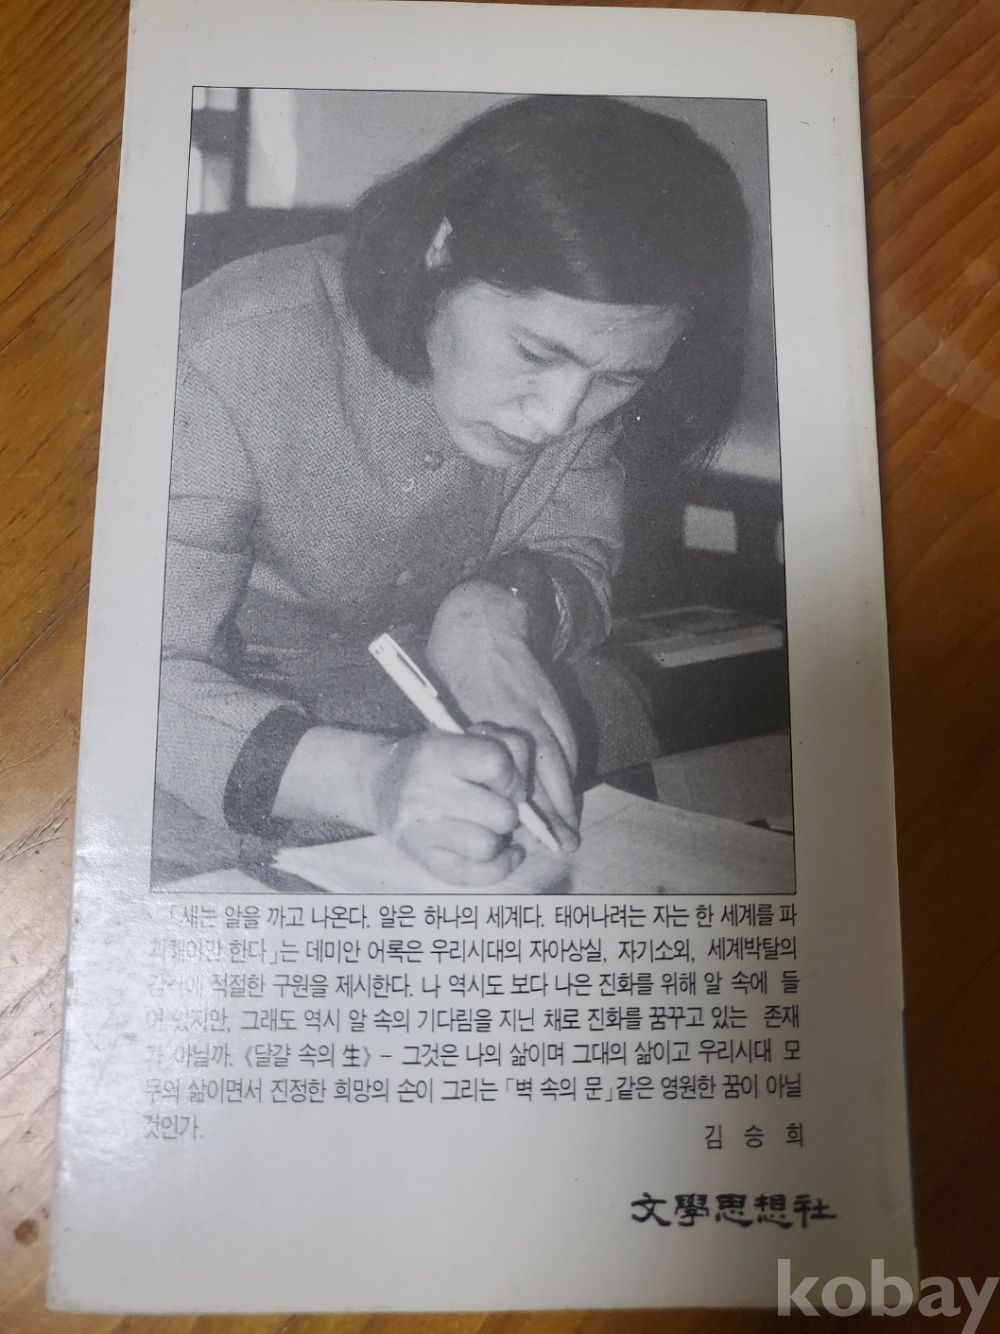 「새는 알을 까고 나온다. 알은 하나의 세계다. 태어나려는 자는 한 세계를 파
괴해야만 한다」는 데미안 어록은 우리시대의 자아상실, 자기소외, 세계박탈의
적절한 구원을 제시한다. 나 역시도 보다 나은 진화를 위해 알 속에 들
어 있지만, 그래도 역시 알 속의 기다림을 지닌 채로 진화를 꿈꾸고 있는 존재
가 아닐까. 《달걀 속의 生》– 그것은 나의 삶이며 그대의 삶이고 우리시대 모
두의 삶이면서 진정한 희망의 손이 그리는 「벽 속의 문」같은 영원한 꿈이 아닐
것인가.
김 승 희
文學思想社
kobay